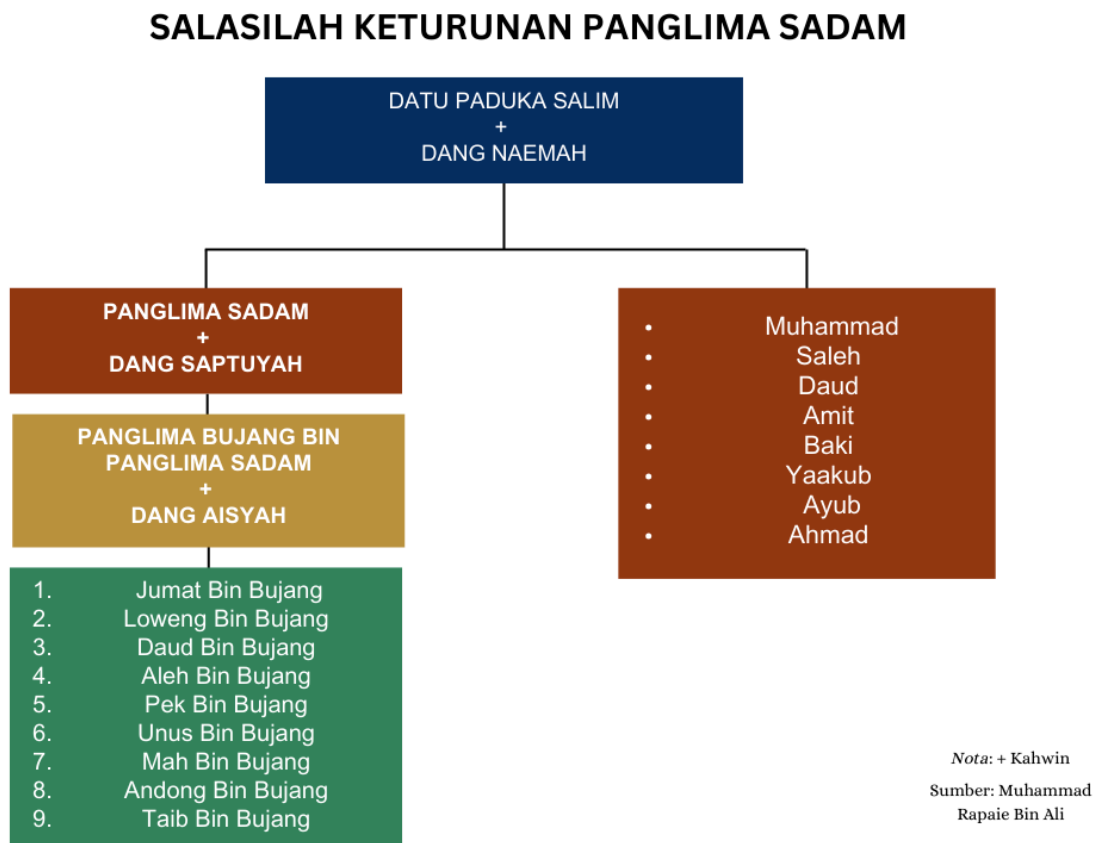 SALASILAH KETURUNAN PANGLIMA SADAM
DATU PADUKA SALIM
+
DANG NAEMAH
PANGLIMA SADAM
+
DANG SAPTUYAH
PANGLIMA BUJANG BIN
PANGLIMA SADAM
+
DANG AISYAH
1. Jumat Bin Bujang
2. Loweng Bin Bujang
3. Daud Bin Bujang
4. Aleh Bin Bujang
5. Pek Bin Bujang
6. Unus Bin Bujang
7. Mah Bin Bujang
8. Andong Bin Bujang
9. Taib Bin Bujang
• Muhammad
• Saleh
• Daud
• Amit
• Baki
• Yaakub
• Ayub
• Ahmad
Nota: + Kahwin
Sumber: Muhammad
Rapaie Bin Ali